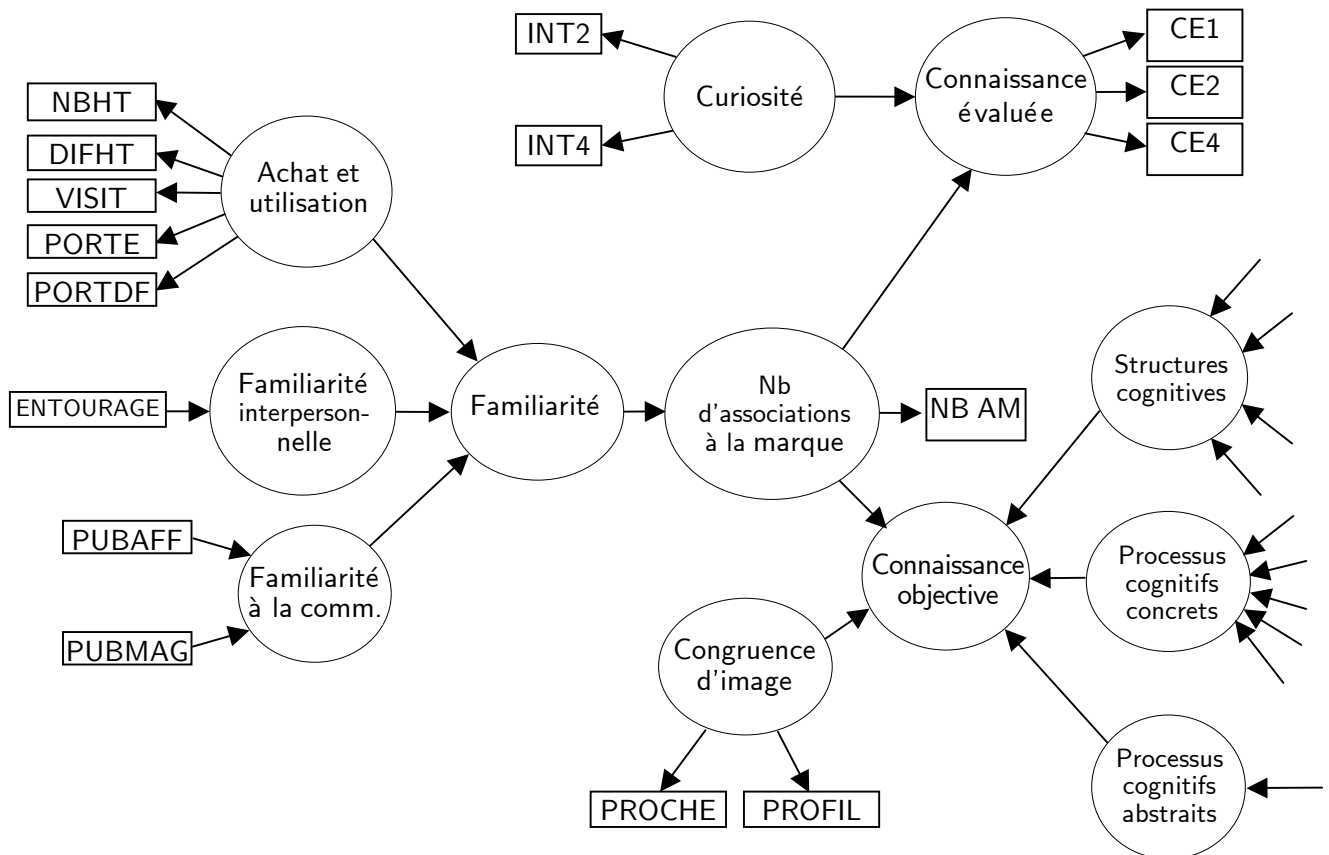 INT2
Curiosité
INT4
Connaissance
évaluée
CE1
CE2
CE4
NBHT
DIFHT
VISIT
PORTE
PORTDF
Achat et
utilisation
ENTOURAGE
Familiarité
interperson-
nelle
Familiarité
Nb
d'associations
à la marque
NB AM
Structures
cognitives
PUBAFF
PUBMAG
Familiarité
à la comm.
Connaissance
objective
Processus
cognitifs
concrets
Congruence
d'image
PROCHE
PROFIL
Processus
cognitifs
abstraits